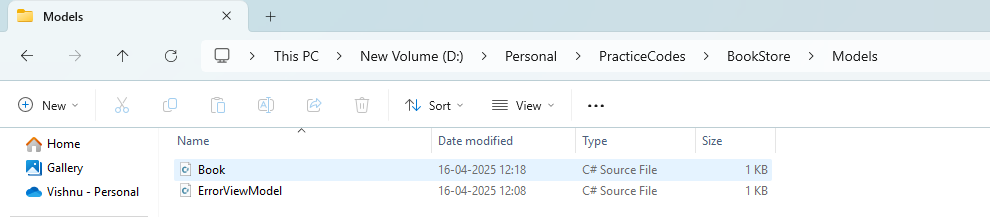 Models
This PC > New Volume (D:) > Personal > PracticeCodes > BookStore > Models
New Sort View
Home
Gallery
Vishnu - Personal
Name Date modified Type Size
Book 16-04-2025 12:18 C# Source File 1 KB
ErrorViewModel 16-04-2025 12:08 C# Source File 1 KB